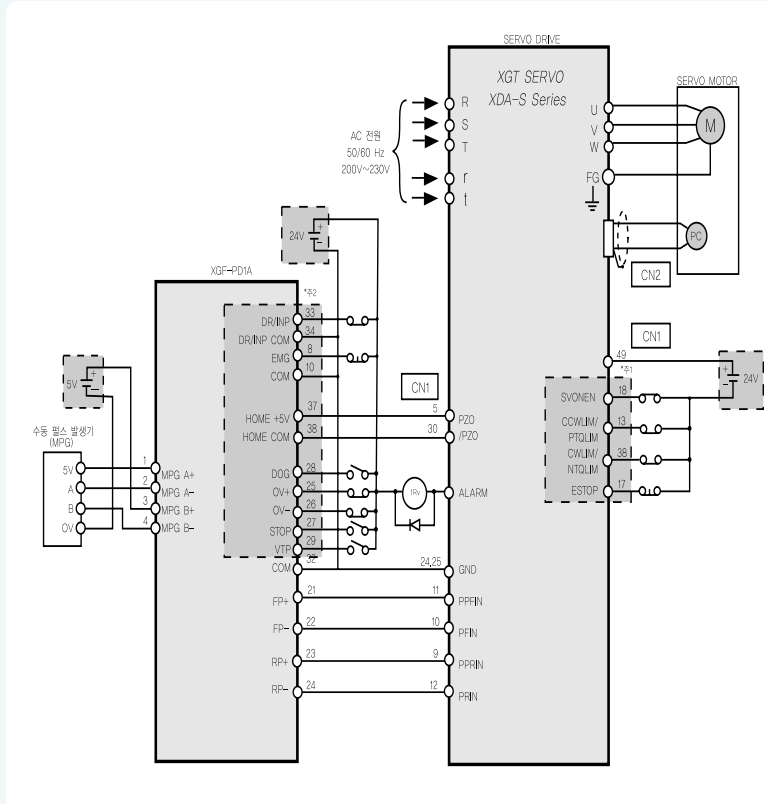 SERVO DRIVE
XGT SERVO
XDA-S Series
SERVO MOTOR
R
S
T
r
t
AC 전원
50/60 Hz
200V~230V
U
V
W
FG
M
PC
CN2
CN1
24V
+
-
XGF-PD1A
*주2
DR/INP
33
DR/INP COM
34
EMG
8
COM
10
HOME +5V
37
HOME COM
38
DOG
28
OV+
25
OV-
26
STOP
27
VTP
29
COM
32
FP+
21
FP-
22
RP+
23
RP-
24
5V
+
-
수동 펄스 발생기
(MPG)
5V
A
B
OV
1
2
3
4
MPG A+
MPG A-
MPG B+
MPG B-
CN1
5
PZO
30
/PZO
1Ry
ALARM
24,25
GND
11
PPFIN
10
PFIN
9
PPRIN
12
PRIN
49
*주1
24V
+
-
SVONEN
18
CCWLIM/
PTQLIM
13
CWLIM/
NTQLIM
38
ESTOP
17